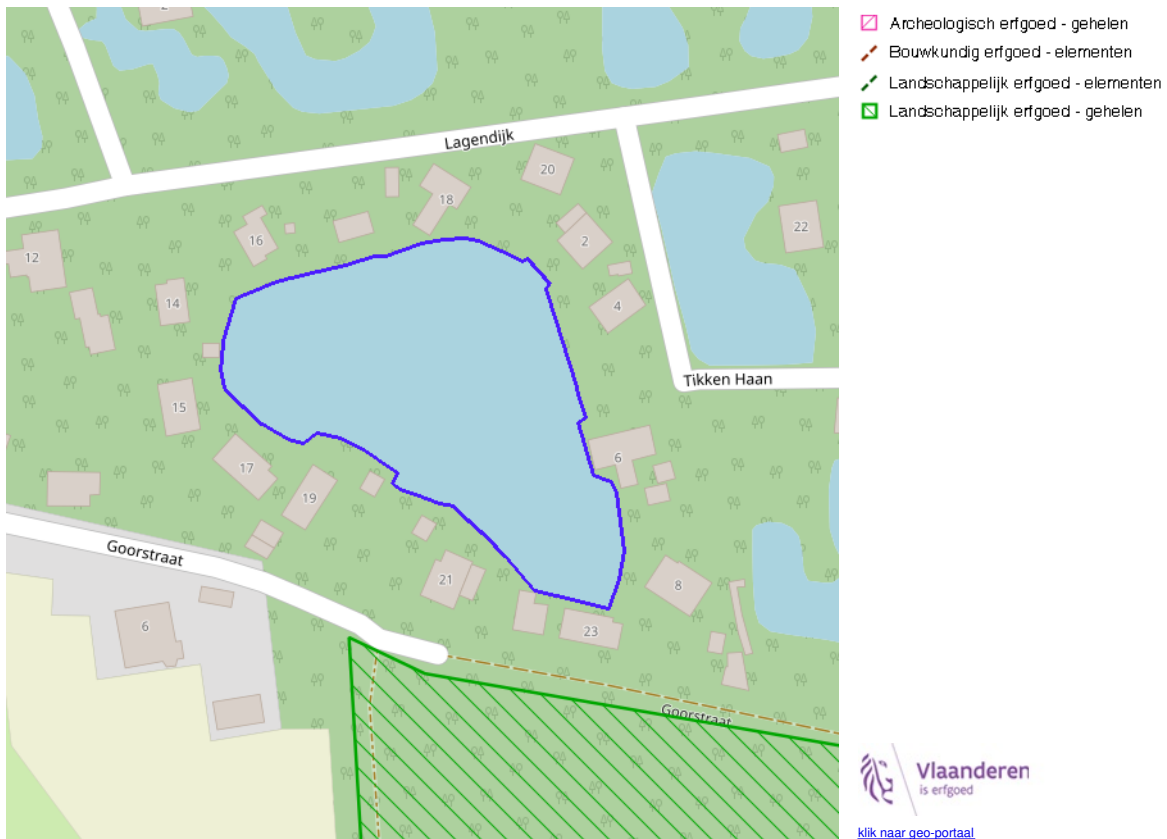 2
Lagendijk
20
18
22
16
2
12
14
4
Tikken Haan
15
6
17
19
Goorstraat
21
8
6
23
Goorstraat
Archeologisch erfgoed - gehelen
Bouwkundig erfgoed - elementen
Landschappelijk erfgoed - elementen
Landschappelijk erfgoed - gehelen
Vlaanderen
is erfgoed
klik naar geo-portaal